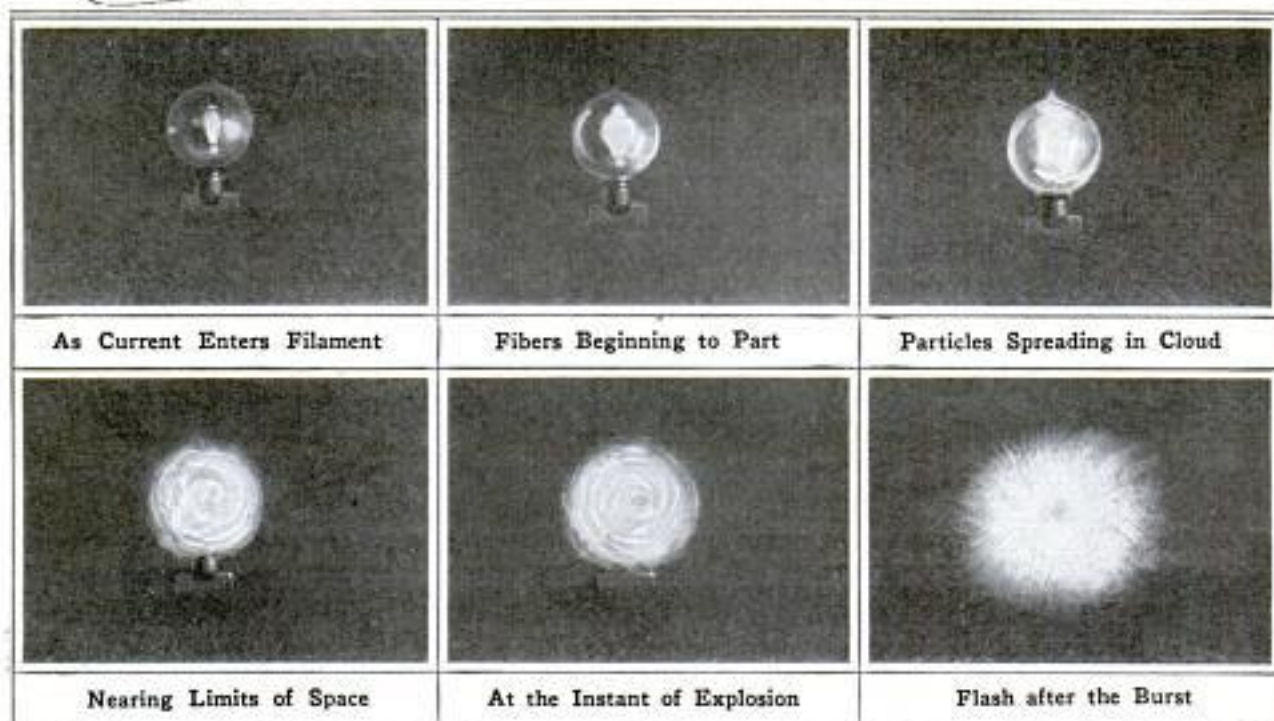 As Current Enters Filament
Fibers Beginning to Part
Particles Spreading in Cloud
Nearing Limits of Space
At the Instant of Explosion
Flash after the Burst